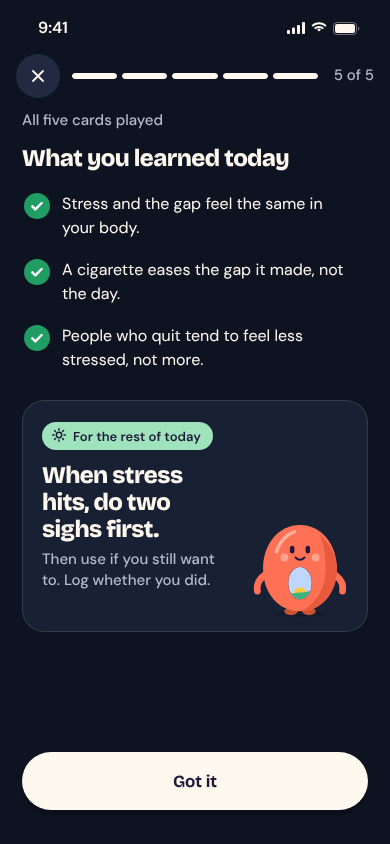 9:41
5 of 5
All five cards played
What you learned today
Stress and the gap feel the same in
your body.
A cigarette eases the gap it made, not
the day.
People who quit tend to feel less
stressed, not more.
For the rest of today
When stress
hits, do two
sighs first.
Then use if you still want
to. Log whether you did.
Got it